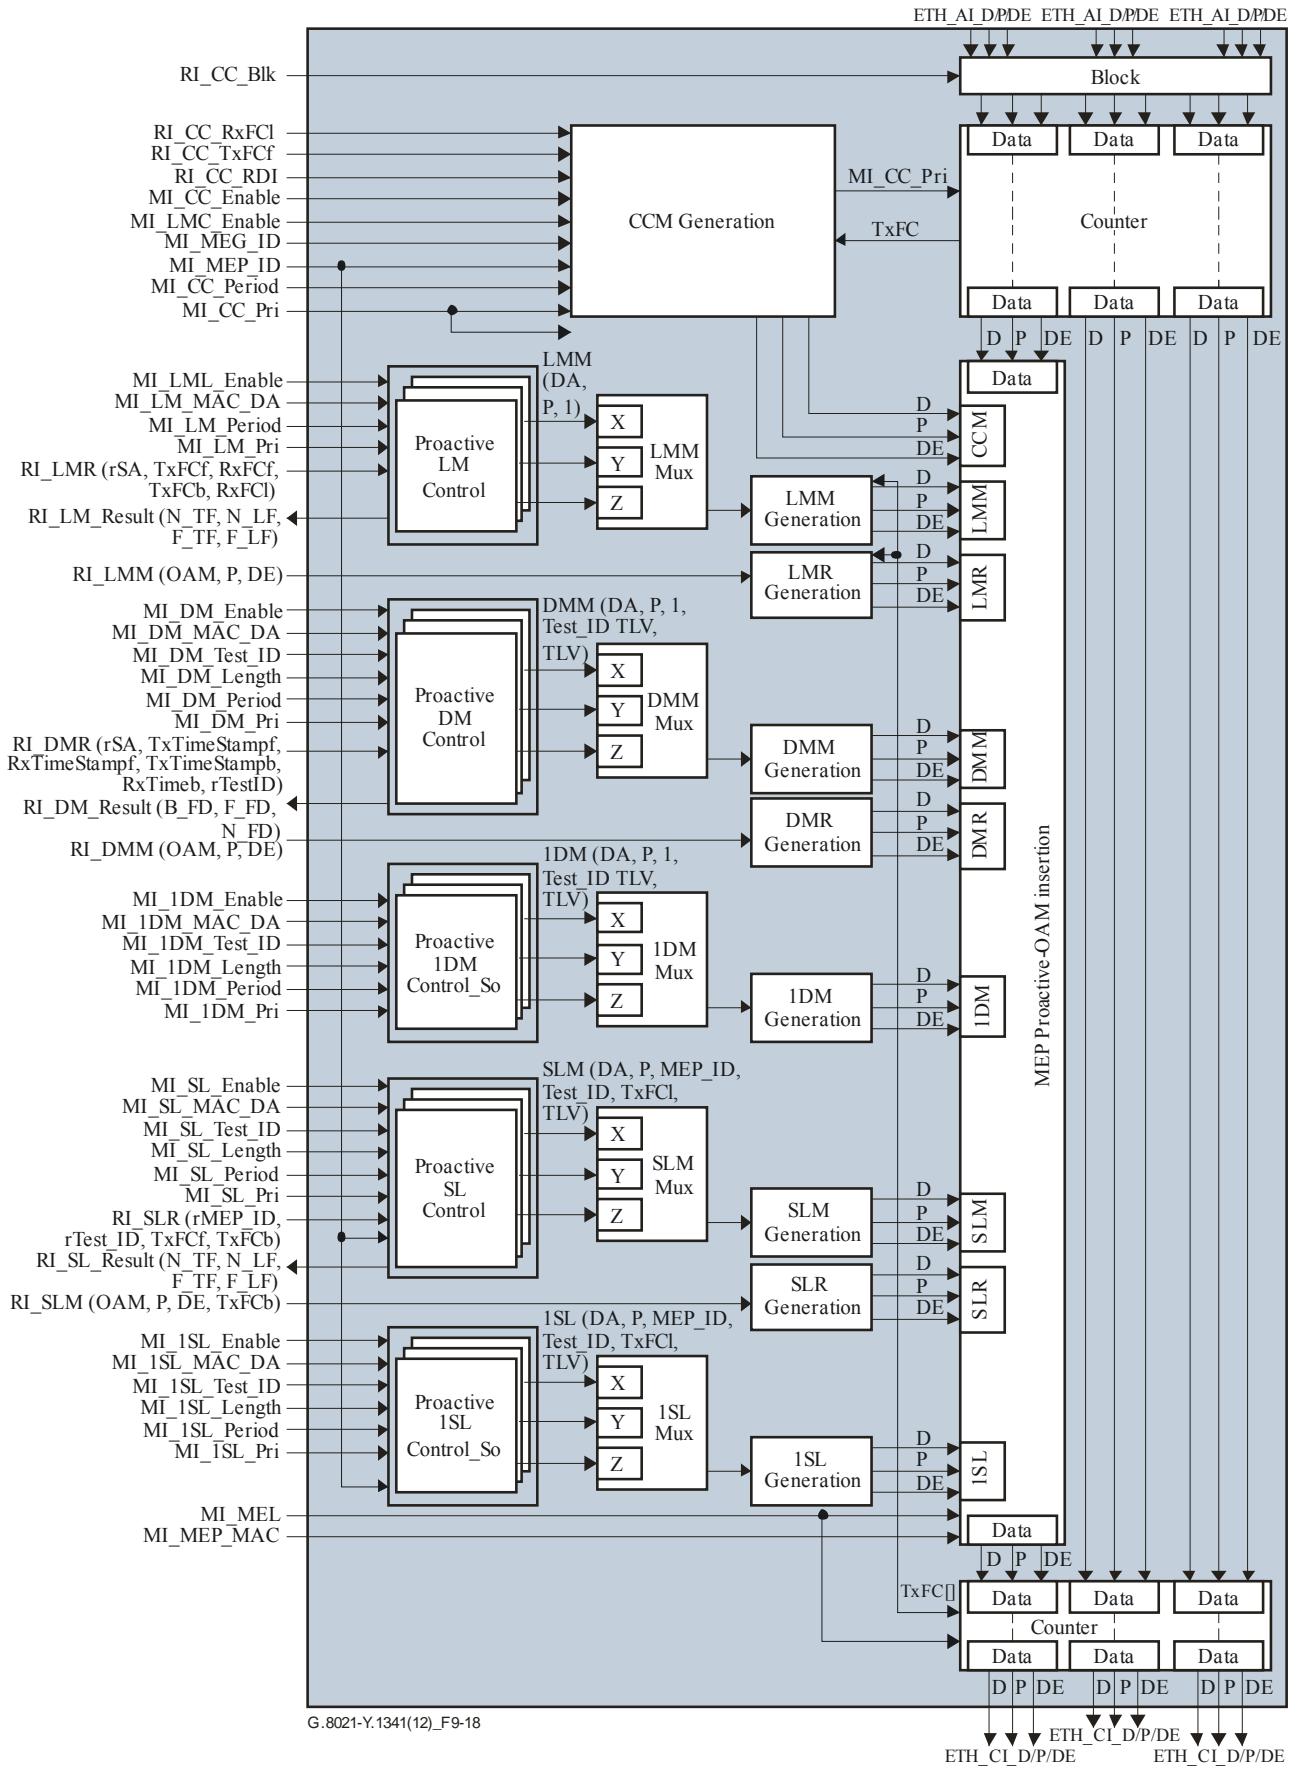 ETH_AI_D/P/DE ETH_AI_D/P/DE ETH_AI_D/P/DE
RI_CC_Blk
Block
RI_CC_RxFCl
RI_CC_TxFCf
RI_CC_RDI
MI_CC_Enable
MI_LMC_Enable
MI_MEG_ID
MI_MEP_ID
MI_CC_Period
MI_CC_Pri
CCM Generation
MI_CC_Pri
TxFC
Data Data Data
Counter
Data Data Data
D P DE D P DE D P DE
Data
MI_LML_Enable
MI_LM_MAC_DA
MI_LM_Period
MI_LM_Pri
RI_LMR (rSA, TxFCf, RxFCf,
TxFCb, RxFCl)
RI_LM_Result (N_TF, N_LF,
F_TF, F_LF)
Proactive
LM
Control
LMM
(DA,
P, 1)
X
Y
Z
LMM
Mux
D
P
DE
CCM
LMM
Generation
D
P
DE
LMM
RI_LMM (OAM, P, DE)
LMR
Generation
D
P
DE
LMR
MI_DM_Enable
MI_DM_MAC_DA
MI_DM_Test_ID
MI_DM_Length
MI_DM_Period
MI_DM_Pri
RI_DMR (rSA, TxTimeStampf,
RxTimeStampf, TxTimeStampb,
RxTimeb, rTestID)
RI_DM_Result (B_FD, F_FD,
N_FD)
RI_DMM (OAM, P, DE)
Proactive
DM
Control
DMM (DA, P, 1,
Test_ID TLV,
TLV)
X
Y
Z
DMM
Mux
DMM
Generation
D
P
DE
DMM
DMR
Generation
D
P
DE
DMR
MEP Proactive-OAM insertion
MI_1DM_Enable
MI_1DM_MAC_DA
MI_1DM_Test_ID
MI_1DM_Length
MI_1DM_Period
MI_1DM_Pri
Proactive
1DM
Control_So
1DM (DA, P, 1,
Test_ID TLV,
TLV)
X
Y
Z
1DM
Mux
1DM
Generation
D
P
DE
1DM
MI_SL_Enable
MI_SL_MAC_DA
MI_SL_Test_ID
MI_SL_Length
MI_SL_Period
MI_SL_Pri
RI_SLR (rMEP_ID,
rTest_ID, TxFCf, TxFCb)
RI_SL_Result (N_TF, N_LF,
F_TF, F_LF)
RI_SLM (OAM, P, DE, TxFCb)
Proactive
SL
Control
SLM (DA, P, MEP_ID,
Test_ID, TxFCl,
TLV)
X
Y
Z
SLM
Mux
SLM
Generation
D
P
DE
SLM
SLR
Generation
D
P
DE
SLR
MI_1SL_Enable
MI_1SL_MAC_DA
MI_1SL_Test_ID
MI_1SL_Length
MI_1SL_Period
MI_1SL_Pri
Proactive
1SL
Control_So
1SL (DA, P, MEP_ID,
Test_ID, TxFCl,
TLV)
X
Y
Z
1SL
Mux
1SL
Generation
D
P
DE
1SL
MI_MEL
MI_MEP_MAC
Data
D P DE
TxFC[]
Data Data Data
Counter
Data Data Data
D P DE D P DE D P DE
G.8021-Y.1341(12)_F9-18
ETH_CI_D/P/DE ETH_CI_D/P/DE ETH_CI_D/P/DE